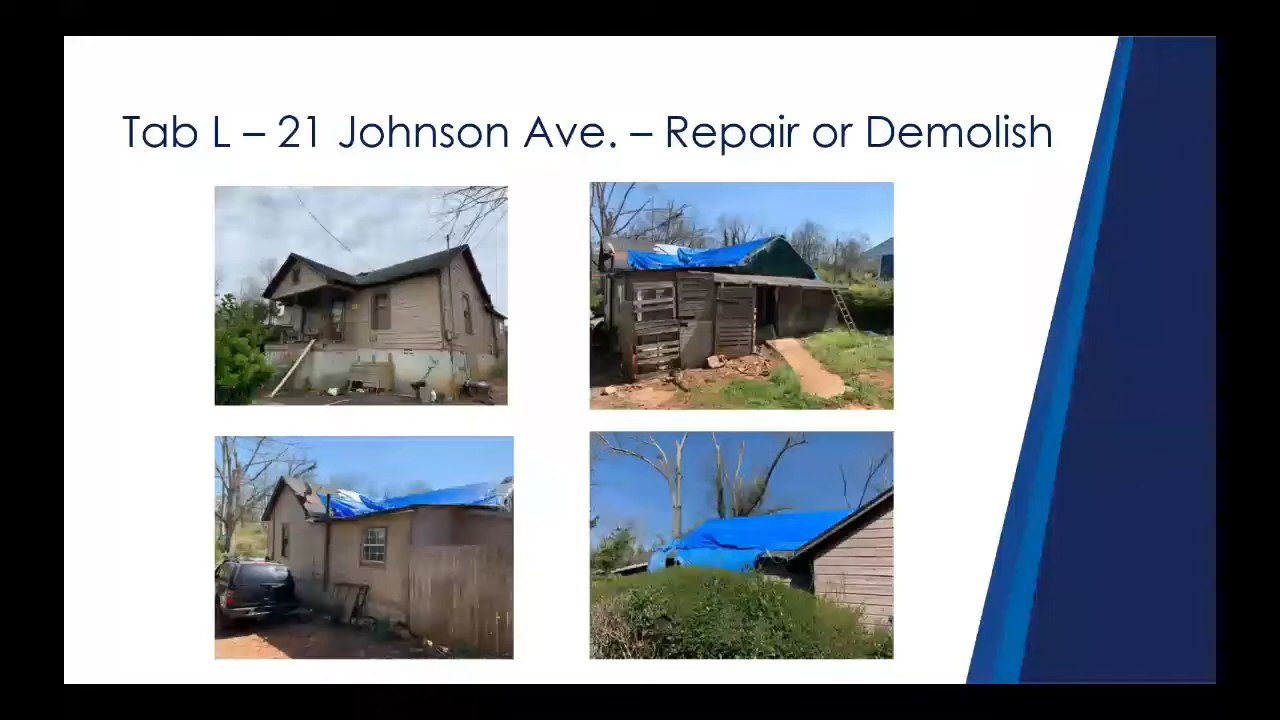 Tab L – 21 Johnson Ave. – Repair or Demolish